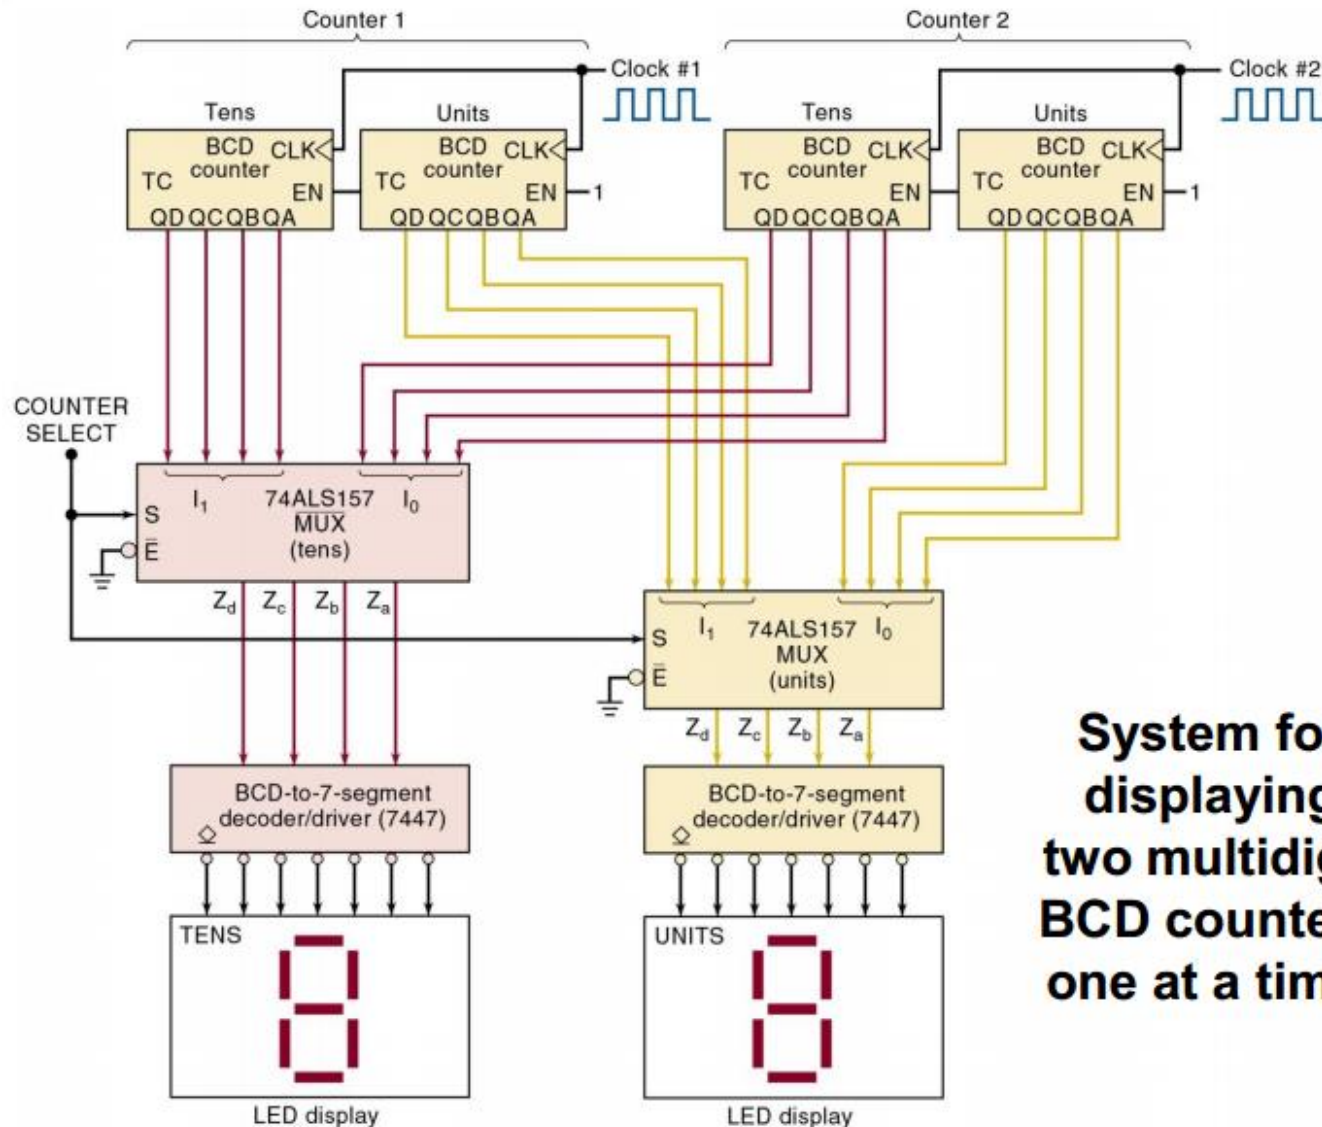 Counter 1
Counter 2
Clock #1
Clock #2
Tens
Units
Tens
Units
BCD
counter
CLK
TC
EN
QD QC QB QA
BCD
counter
CLK
TC
EN
1
QD QC QB QA
BCD
counter
CLK
TC
EN
QD QC QB QA
BCD
counter
CLK
TC
EN
1
QD QC QB QA
COUNTER
SELECT
S
E̅
I₁
74ALS157
M̅U̅X̅
(tens)
I₀
Zd Zc Zb Za
S
E̅
I₁
74ALS157
MUX
(units)
I₀
Zd Zc Zb Za
BCD-to-7-segment
decoder/driver (7447)
BCD-to-7-segment
decoder/driver (7447)
TENS
8
UNITS
8
LED display
LED display
System fo
displaying
two multidig
BCD counte
one at a tim